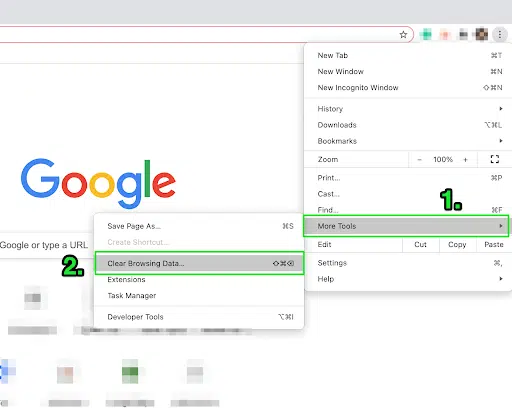 New Tab ⌘T
New Window ⌘N
New Incognito Window ⇧⌘N
History
Downloads ⌥⌘L
Bookmarks
Zoom − 100% +
Print... ⌘P
Cast...
Find... ⌘F
1.
More Tools
Edit Cut Copy Paste
Settings ⌘,
Help
Google
Google or type a URL
Save Page As... ⌘S
Create Shortcut...
2.
Clear Browsing Data... ⇧⌘⌫
Extensions
Task Manager
Developer Tools ⌥⌘I